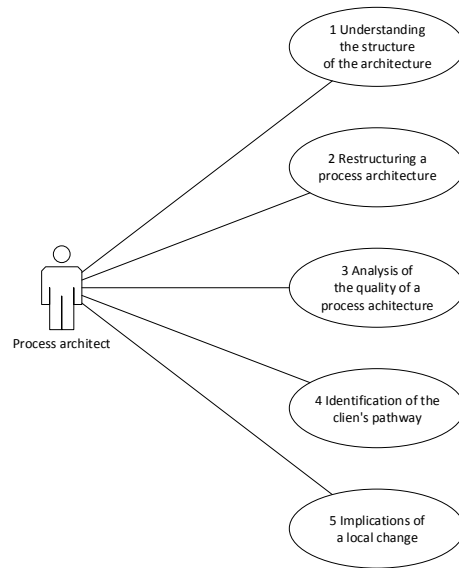 1 Understanding
the structure
of the architecture
2 Restructuring a
process architecture
3 Analysis of
the quality of a
process achitecture
Process architect
4 Identification of the
clien's pathway
5 Implications of
a local change